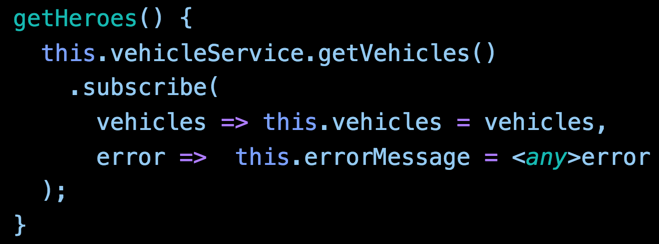 getHeroes() {
  this.vehicleService.getVehicles()
    .subscribe(
      vehicles => this.vehicles = vehicles,
      error =>  this.errorMessage = <any>error
  );
}